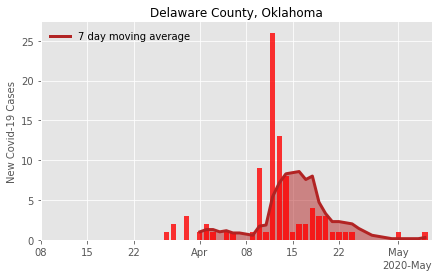 Delaware County, Oklahoma
7 day moving average
New Covid-19 Cases
25
20
15
10
5
0
08 15 22 Apr 08 15 22 May
2020-May